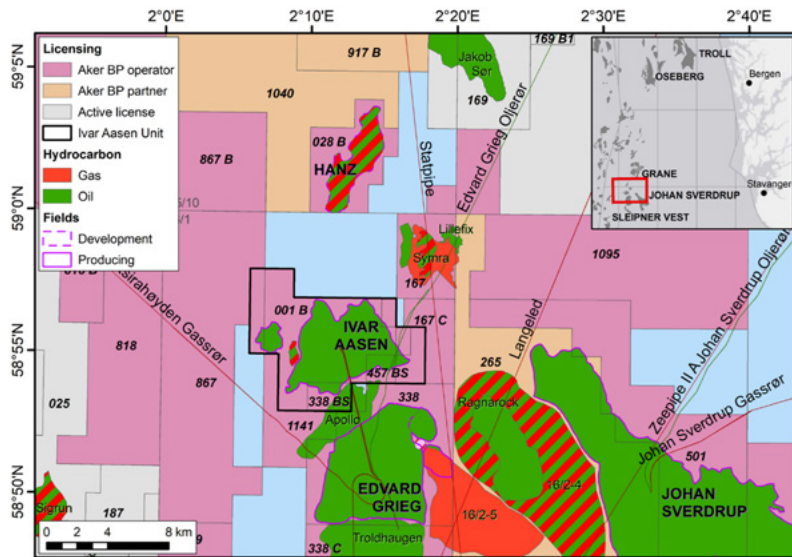 2°0'E
2°10'E
2°20'E
2°30'E
2°40'E
59°5'N
59°0'N
58°55'N
58°50'N
Licensing
Aker BP operator
Aker BP partner
Active license
Ivar Aasen Unit
Hydrocarbon
Gas
Oil
Fields
Development
Producing
917 B
1040
867 B
028 B
HANZ
Jakob
Sør
169
169 B1
Statpipe
Edvard Grieg Oljerør
TROLL
OSEBERG
Bergen
GRANE
Stavanger
JOHAN SVERDRUP
SLEIPNER VEST
5/10
/1
Lillefix
Symra
167
1095
001 B
167 C
IVAR
AASEN
818
867
Langeled
Zeepipe II A
Johan Sverdrup Oljerør
Johan Sverdrup Gassrør
457 BS
265
338 BS
338
Ragnarock
025
1141
Apollo
501
EDVARD
GRIEG
16/2-4
16/2-5
JOHAN
SVERDRUP
Sigrun
187
Troldhaugen
338 C
0 2 4 8 km